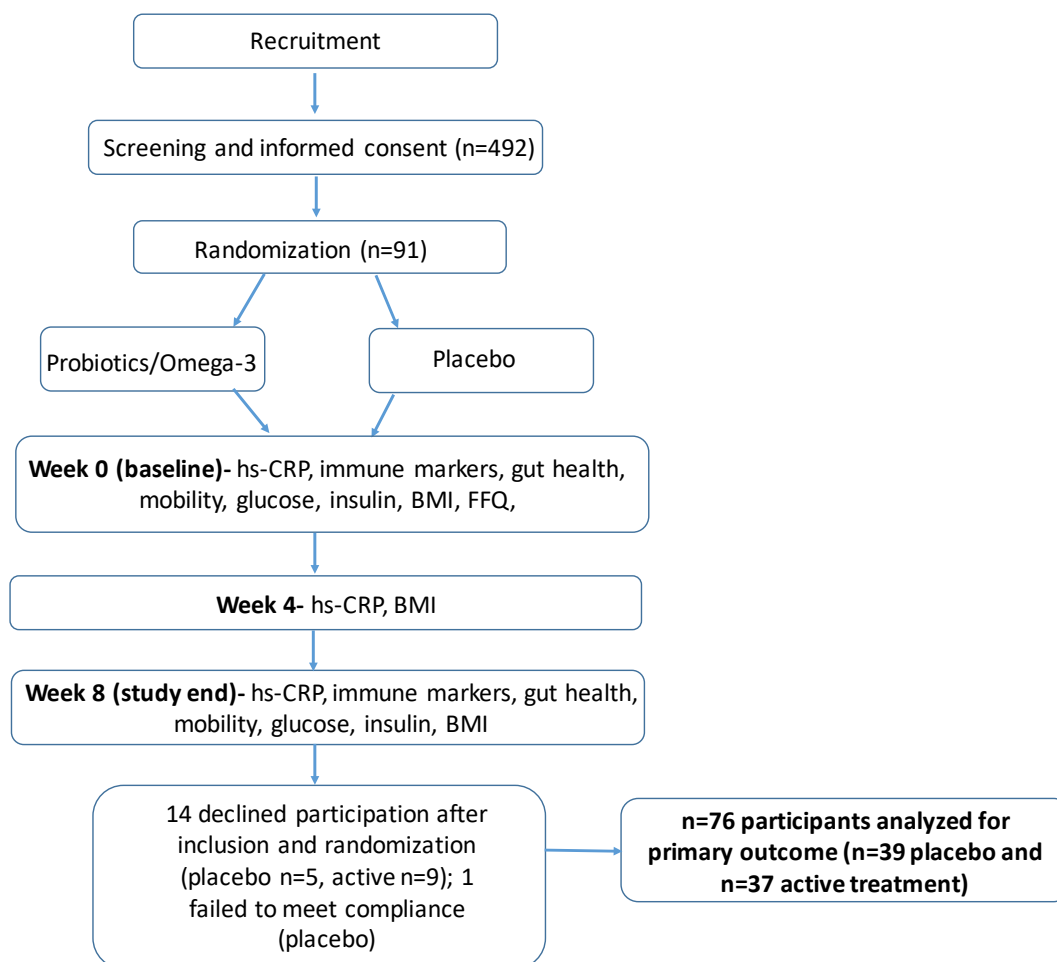 Recruitment
Screening and informed consent (n=492)
Randomization (n=91)
Probiotics/Omega-3
Placebo
Week 0 (baseline)- hs-CRP, immune markers, gut health,
mobility, glucose, insulin, BMI, FFQ,
Week 4- hs-CRP, BMI
Week 8 (study end)- hs-CRP, immune markers, gut health,
mobility, glucose, insulin, BMI
14 declined participation after
inclusion and randomization
(placebo n=5, active n=9); 1
failed to meet compliance
(placebo)
n=76 participants analyzed for
primary outcome (n=39 placebo and
n=37 active treatment)